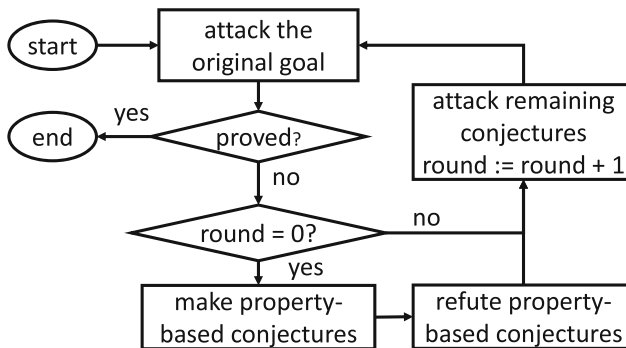 start
attack the
original goal
yes
end
proved?
no
attack remaining
conjectures
round := round + 1
round = 0?
no
yes
make property-
based conjectures
refute property-
based conjectures